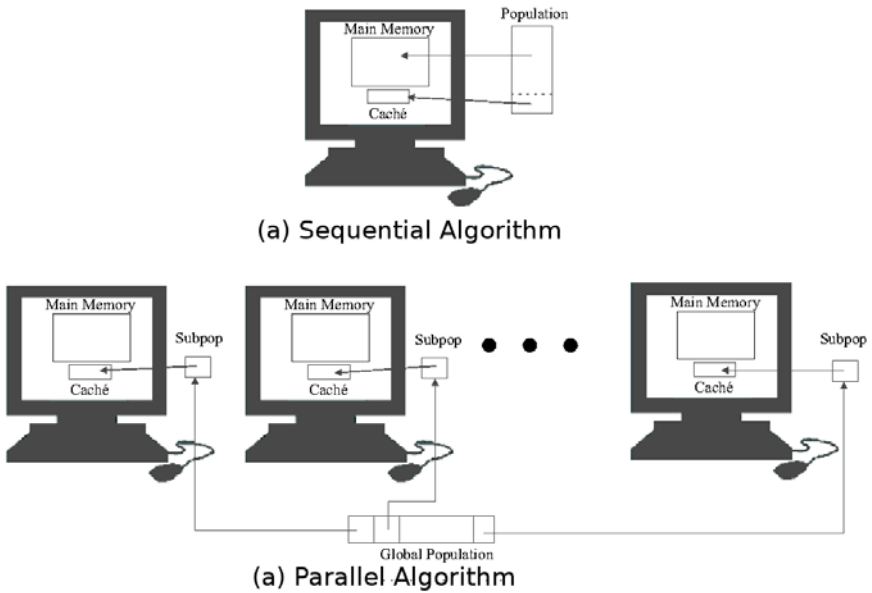 Population
Main Memory
Caché
(a) Sequential Algorithm
Main Memory
Subpop
Caché
Main Memory
Subpop
Caché
Main Memory
Subpop
Caché
Global Population
(a) Parallel Algorithm